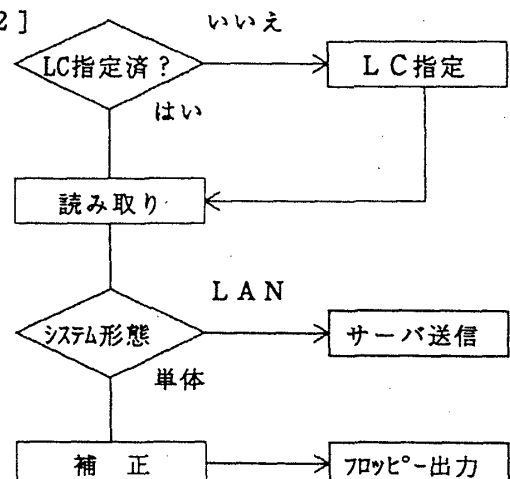 2]
いいえ
LC指定済?
LC指定
はい
読み取り
LAN
システム形態
サーバ送信
単体
補 正
フロッピー出力